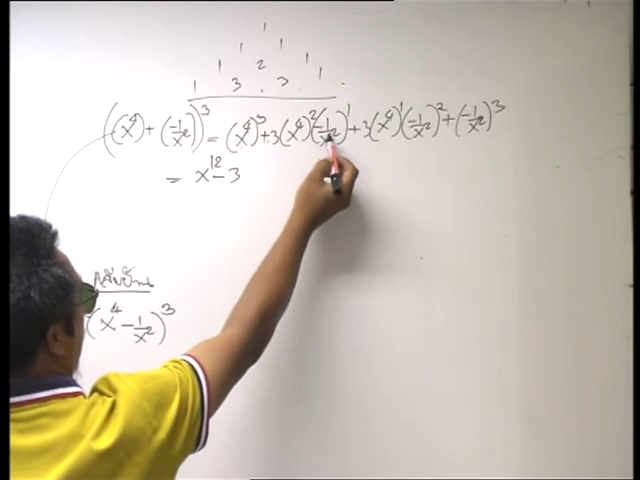 1
1 1
1 2 1
1 3 3 1
((x⁴) + (-1/x²))³ = (x⁴)³ + 3(x⁴)²(-1/x²)¹ + 3(x⁴)¹(-1/x²)² + (-1/x²)³
= x¹² - 3
(x⁴ - 1/x²)³